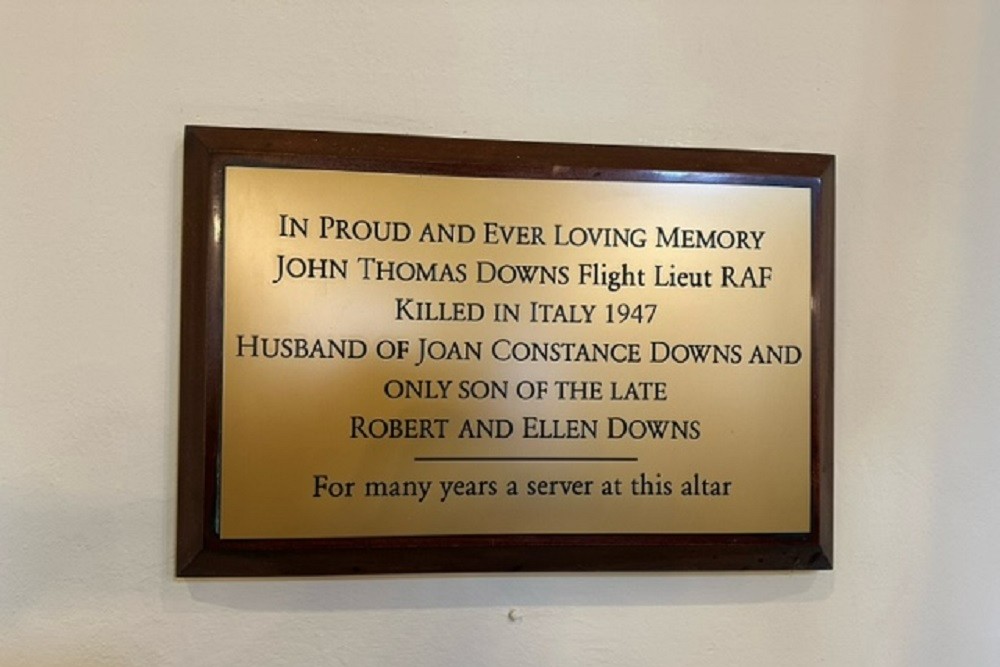 IN PROUD AND EVER LOVING MEMORY
JOHN THOMAS DOWNS Flight Lieut RAF
KILLED IN ITALY 1947
HUSBAND OF JOAN CONSTANCE DOWNS AND
ONLY SON OF THE LATE
ROBERT AND ELLEN DOWNS
For many years a server at this altar